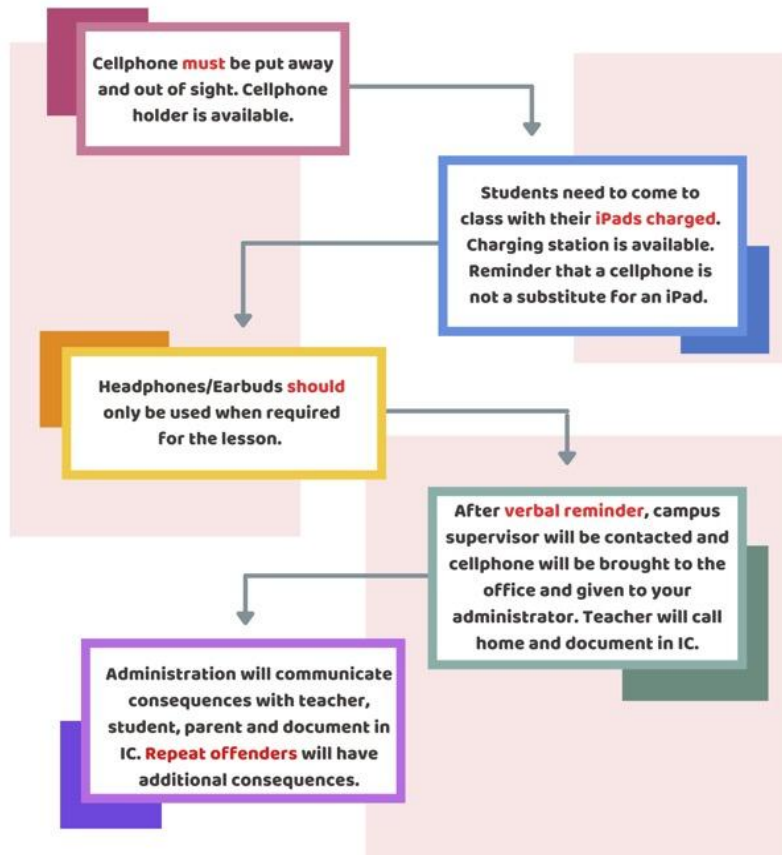 Cellphone must be put away
and out of sight. Cellphone
holder is available.
Students need to come to
class with their iPads charged.
Charging station is available.
Reminder that a cellphone is
not a substitute for an iPad.
Headphones/Earbuds should
only be used when required
for the lesson.
After verbal reminder, campus
supervisor will be contacted and
cellphone will be brought to the
office and given to your
administrator. Teacher will call
home and document in IC.
Administration will communicate
consequences with teacher,
student, parent and document in
IC. Repeat offenders will have
additional consequences.